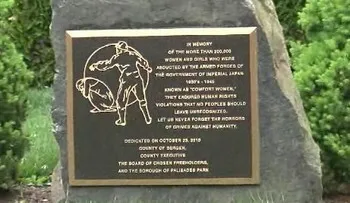 IN MEMORY
OF THE MORE THAN 200,000
WOMEN AND GIRLS WHO WERE
ABDUCTED BY THE ARMED FORCES OF
THE GOVERNMENT OF IMPERIAL JAPAN
1930'S - 1945
KNOWN AS "COMFORT WOMEN,"
THEY ENDURED HUMAN RIGHTS
VIOLATIONS THAT NO PEOPLES SHOULD
LEAVE UNRECOGNIZED.
LET US NEVER FORGET THE HORRORS
OF CRIMES AGAINST HUMANITY.
DEDICATED ON OCTOBER 23, 2010
COUNTY OF BERGEN,
COUNTY EXECUTIVE
THE BOARD OF CHOSEN FREEHOLDERS,
AND THE BOROUGH OF PALISADES PARK